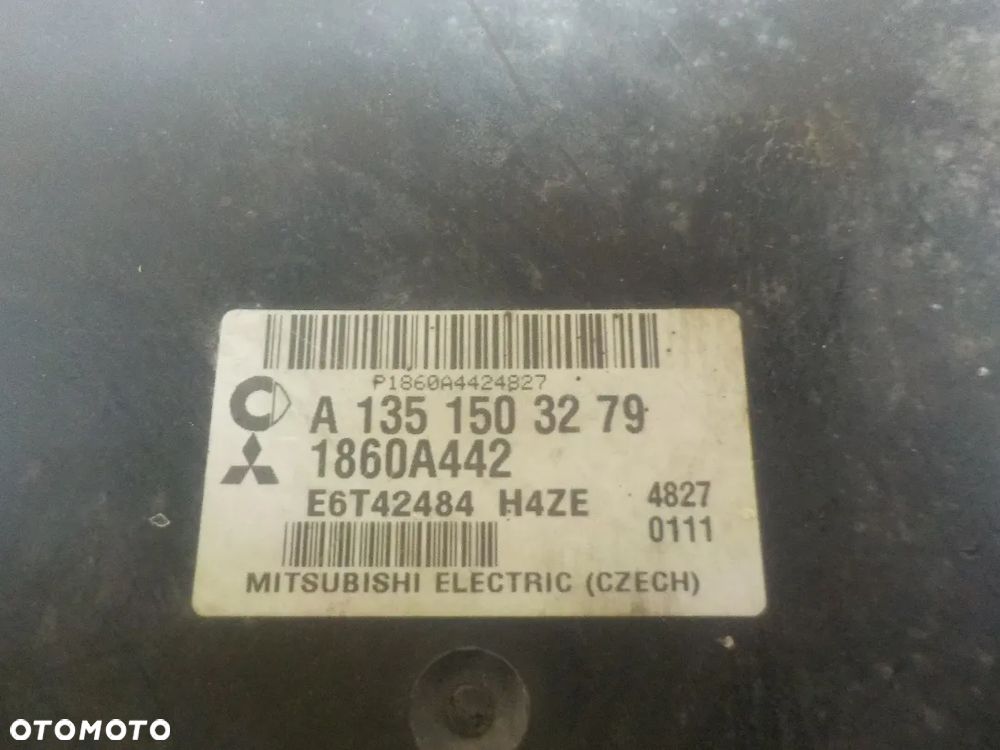 P1860A4424827
A 135 150 32 79
1860A442
E6T42484 H4ZE
4827
0111
MITSUBISHI ELECTRIC (CZECH)
OTOMOTO